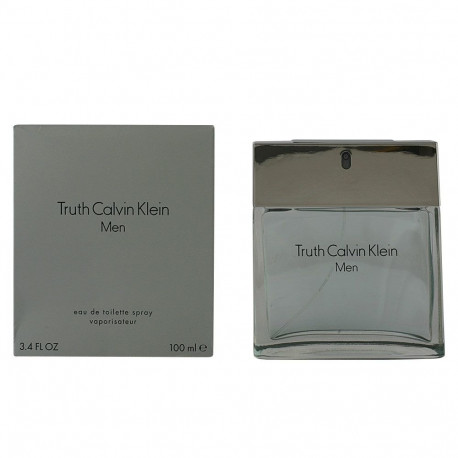 Truth Calvin Klein
Men
eau de toilette spray
vaporisateur
3.4 FL OZ 100 ml ℮
Truth Calvin Klein
Men